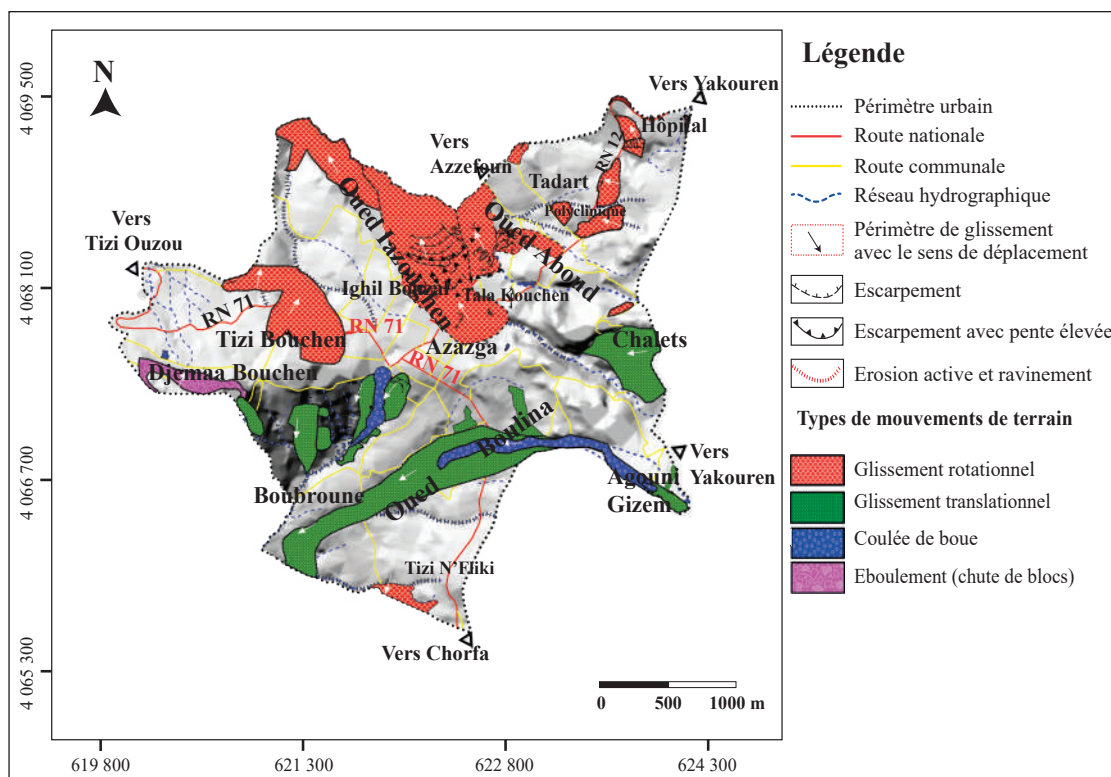 N
4 069 500
4 068 100
4 066 700
4 065 300
619 800
621 300
622 800
624 300
Vers Yakouren
Hôpital
RN 12
Vers
Azzefoun
Tadart
Polyclinique
Oued Iazouchen
Oued Abond
Vers
Tizi Ouzou
Ighil Bouzal
Tala Kouchen
RN 71
Tizi Bouchen
RN 71
Azazga
RN 71
Chalets
Djemaa Bouchen
Oued Boulina
Vers
Yakouren
Boubroune
Agouni
Gizem
Tizi N'Fliki
Vers Chorfa
0 500 1000 m
Légende
Périmètre urbain
Route nationale
Route communale
Réseau hydrographique
Périmètre de glissement
avec le sens de déplacement
Escarpement
Escarpement avec pente élevée
Erosion active et ravinement
Types de mouvements de terrain
Glissement rotationnel
Glissement translationnel
Coulée de boue
Eboulement (chute de blocs)